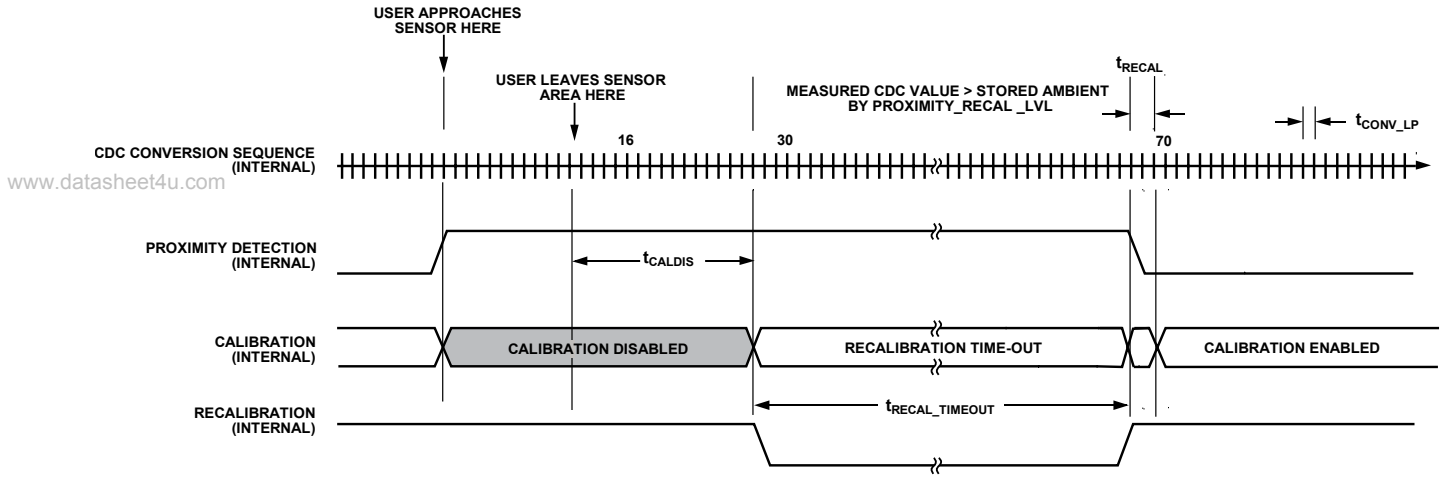 USER APPROACHES
SENSOR HERE
USER LEAVES SENSOR
AREA HERE
MEASURED CDC VALUE > STORED AMBIENT
BY PROXIMITY_RECAL _LVL
tRECAL
tCONV_LP
16
30
70
CDC CONVERSION SEQUENCE
(INTERNAL)
www.datasheet4u.com
PROXIMITY DETECTION
(INTERNAL)
tCALDIS
CALIBRATION
(INTERNAL)
CALIBRATION DISABLED
RECALIBRATION TIME-OUT
CALIBRATION ENABLED
RECALIBRATION
(INTERNAL)
tRECAL_TIMEOUT